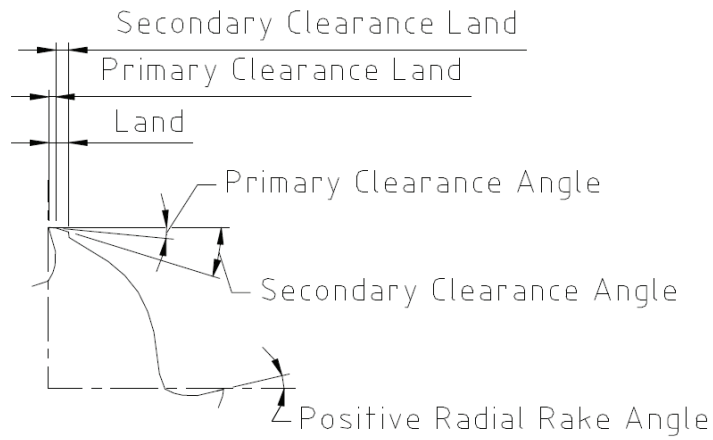 Secondary Clearance Land
Primary Clearance Land
Land
Primary Clearance Angle
Secondary Clearance Angle
Positive Radial Rake Angle